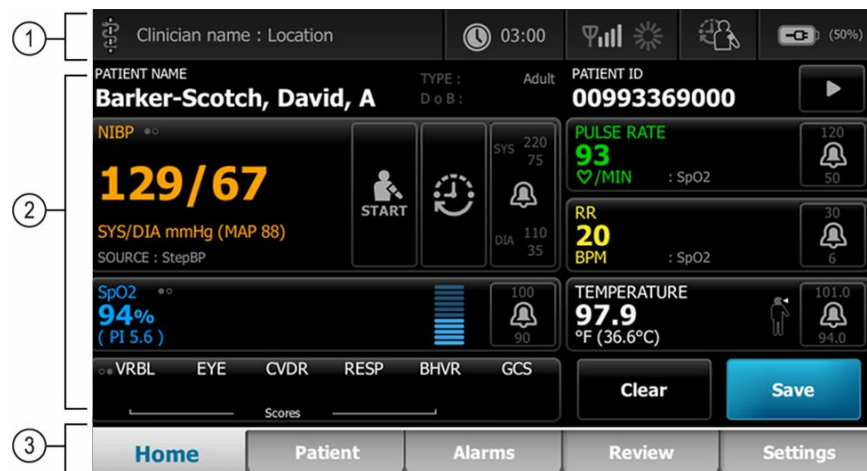 1
Clinician name : Location
03:00
(50%)
2
PATIENT NAME
Barker-Scotch, David, A
TYPE : Adult
D o B :
PATIENT ID
00993369000
NIBP
129/67
SYS/DIA mmHg (MAP 88)
SOURCE : StepBP
START
SYS 220
75
DIA 110
35
PULSE RATE
93
/MIN : SpO2
120
50
RR
20
BPM : SpO2
30
6
SpO2
94%
( PI 5.6 )
100
90
TEMPERATURE
97.9
°F (36.6°C)
101.0
94.0
VRBL EYE CVDR RESP BHVR GCS
Scores
Clear
Save
3
Home Patient Alarms Review Settings